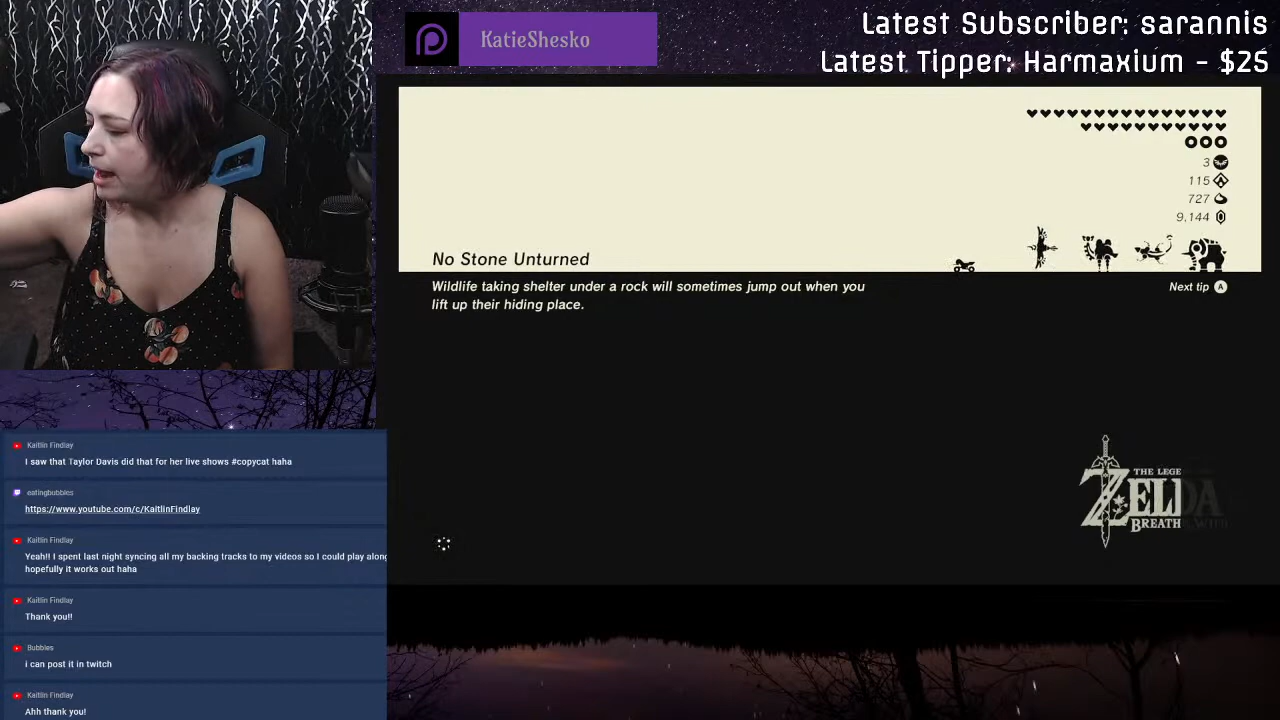 KatieShesko
Latest Subscriber: sarannis
Latest Tipper: Harmaxium - $25
3
115
727
9,144
No Stone Unturned
Wildlife taking shelter under a rock will sometimes jump out when you
lift up their hiding place.
Next tip A
THE LEGE
ZELDA
BREATH WILD
Kaitlin Findlay
I saw that Taylor Davis did that for her live shows #copycat haha
eatingbubbles
https://www.youtube.com/c/KaitlinFindlay
Kaitlin Findlay
Yeah!! I spent last night syncing all my backing tracks to my videos so I could play along
hopefully it works out haha
Kaitlin Findlay
Thank you!!
Bubbles
i can post it in twitch
Kaitlin Findlay
Ahh thank you!